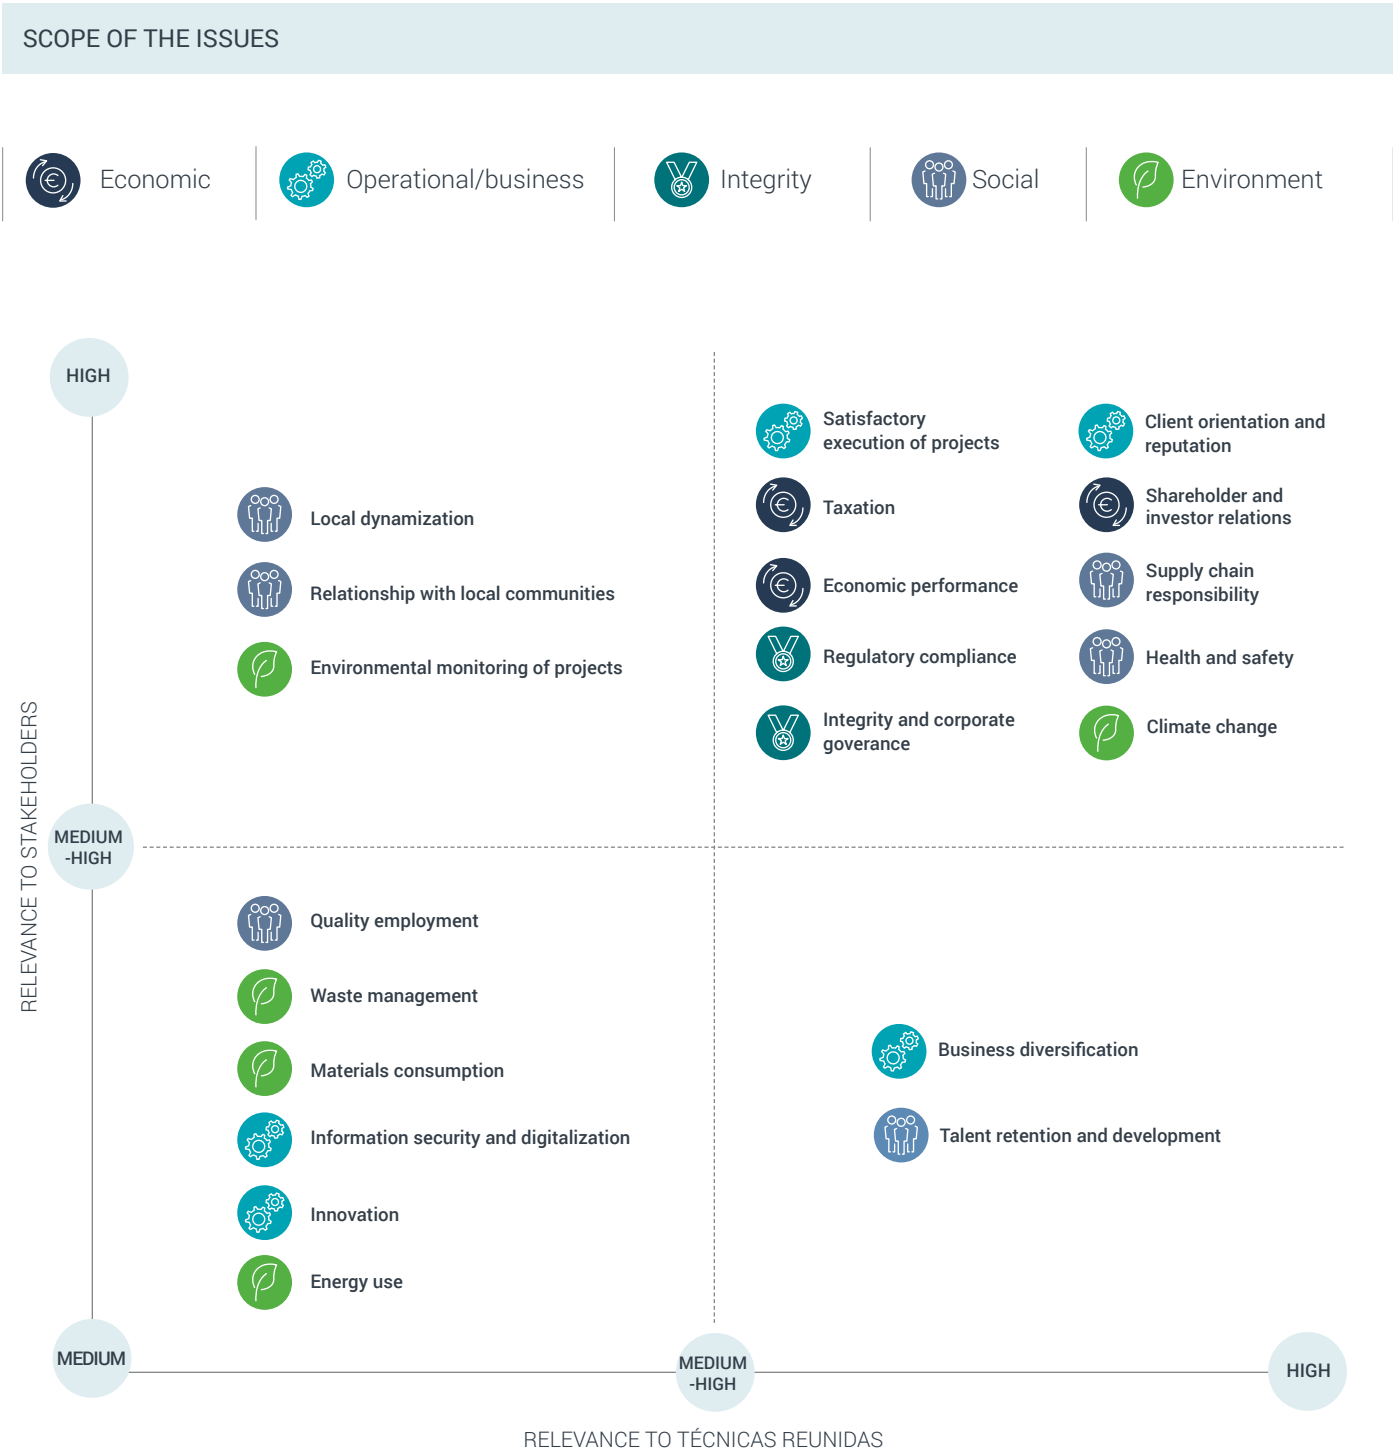 SCOPE OF THE ISSUES
Economic
Operational/business
Integrity
Social
Environment
HIGH
Local dynamization
Relationship with local communities
Environmental monitoring of projects
Satisfactory
execution of projects
Taxation
Economic performance
Regulatory compliance
Integrity and corporate
goverance
Client orientation and
reputation
Shareholder and
investor relations
Supply chain
responsibility
Health and safety
Climate change
RELEVANCE TO STAKEHOLDERS
MEDIUM
-HIGH
Quality employment
Waste management
Materials consumption
Information security and digitalization
Innovation
Energy use
Business diversification
Talent retention and development
MEDIUM
MEDIUM
-HIGH
HIGH
RELEVANCE TO TÉCNICAS REUNIDAS